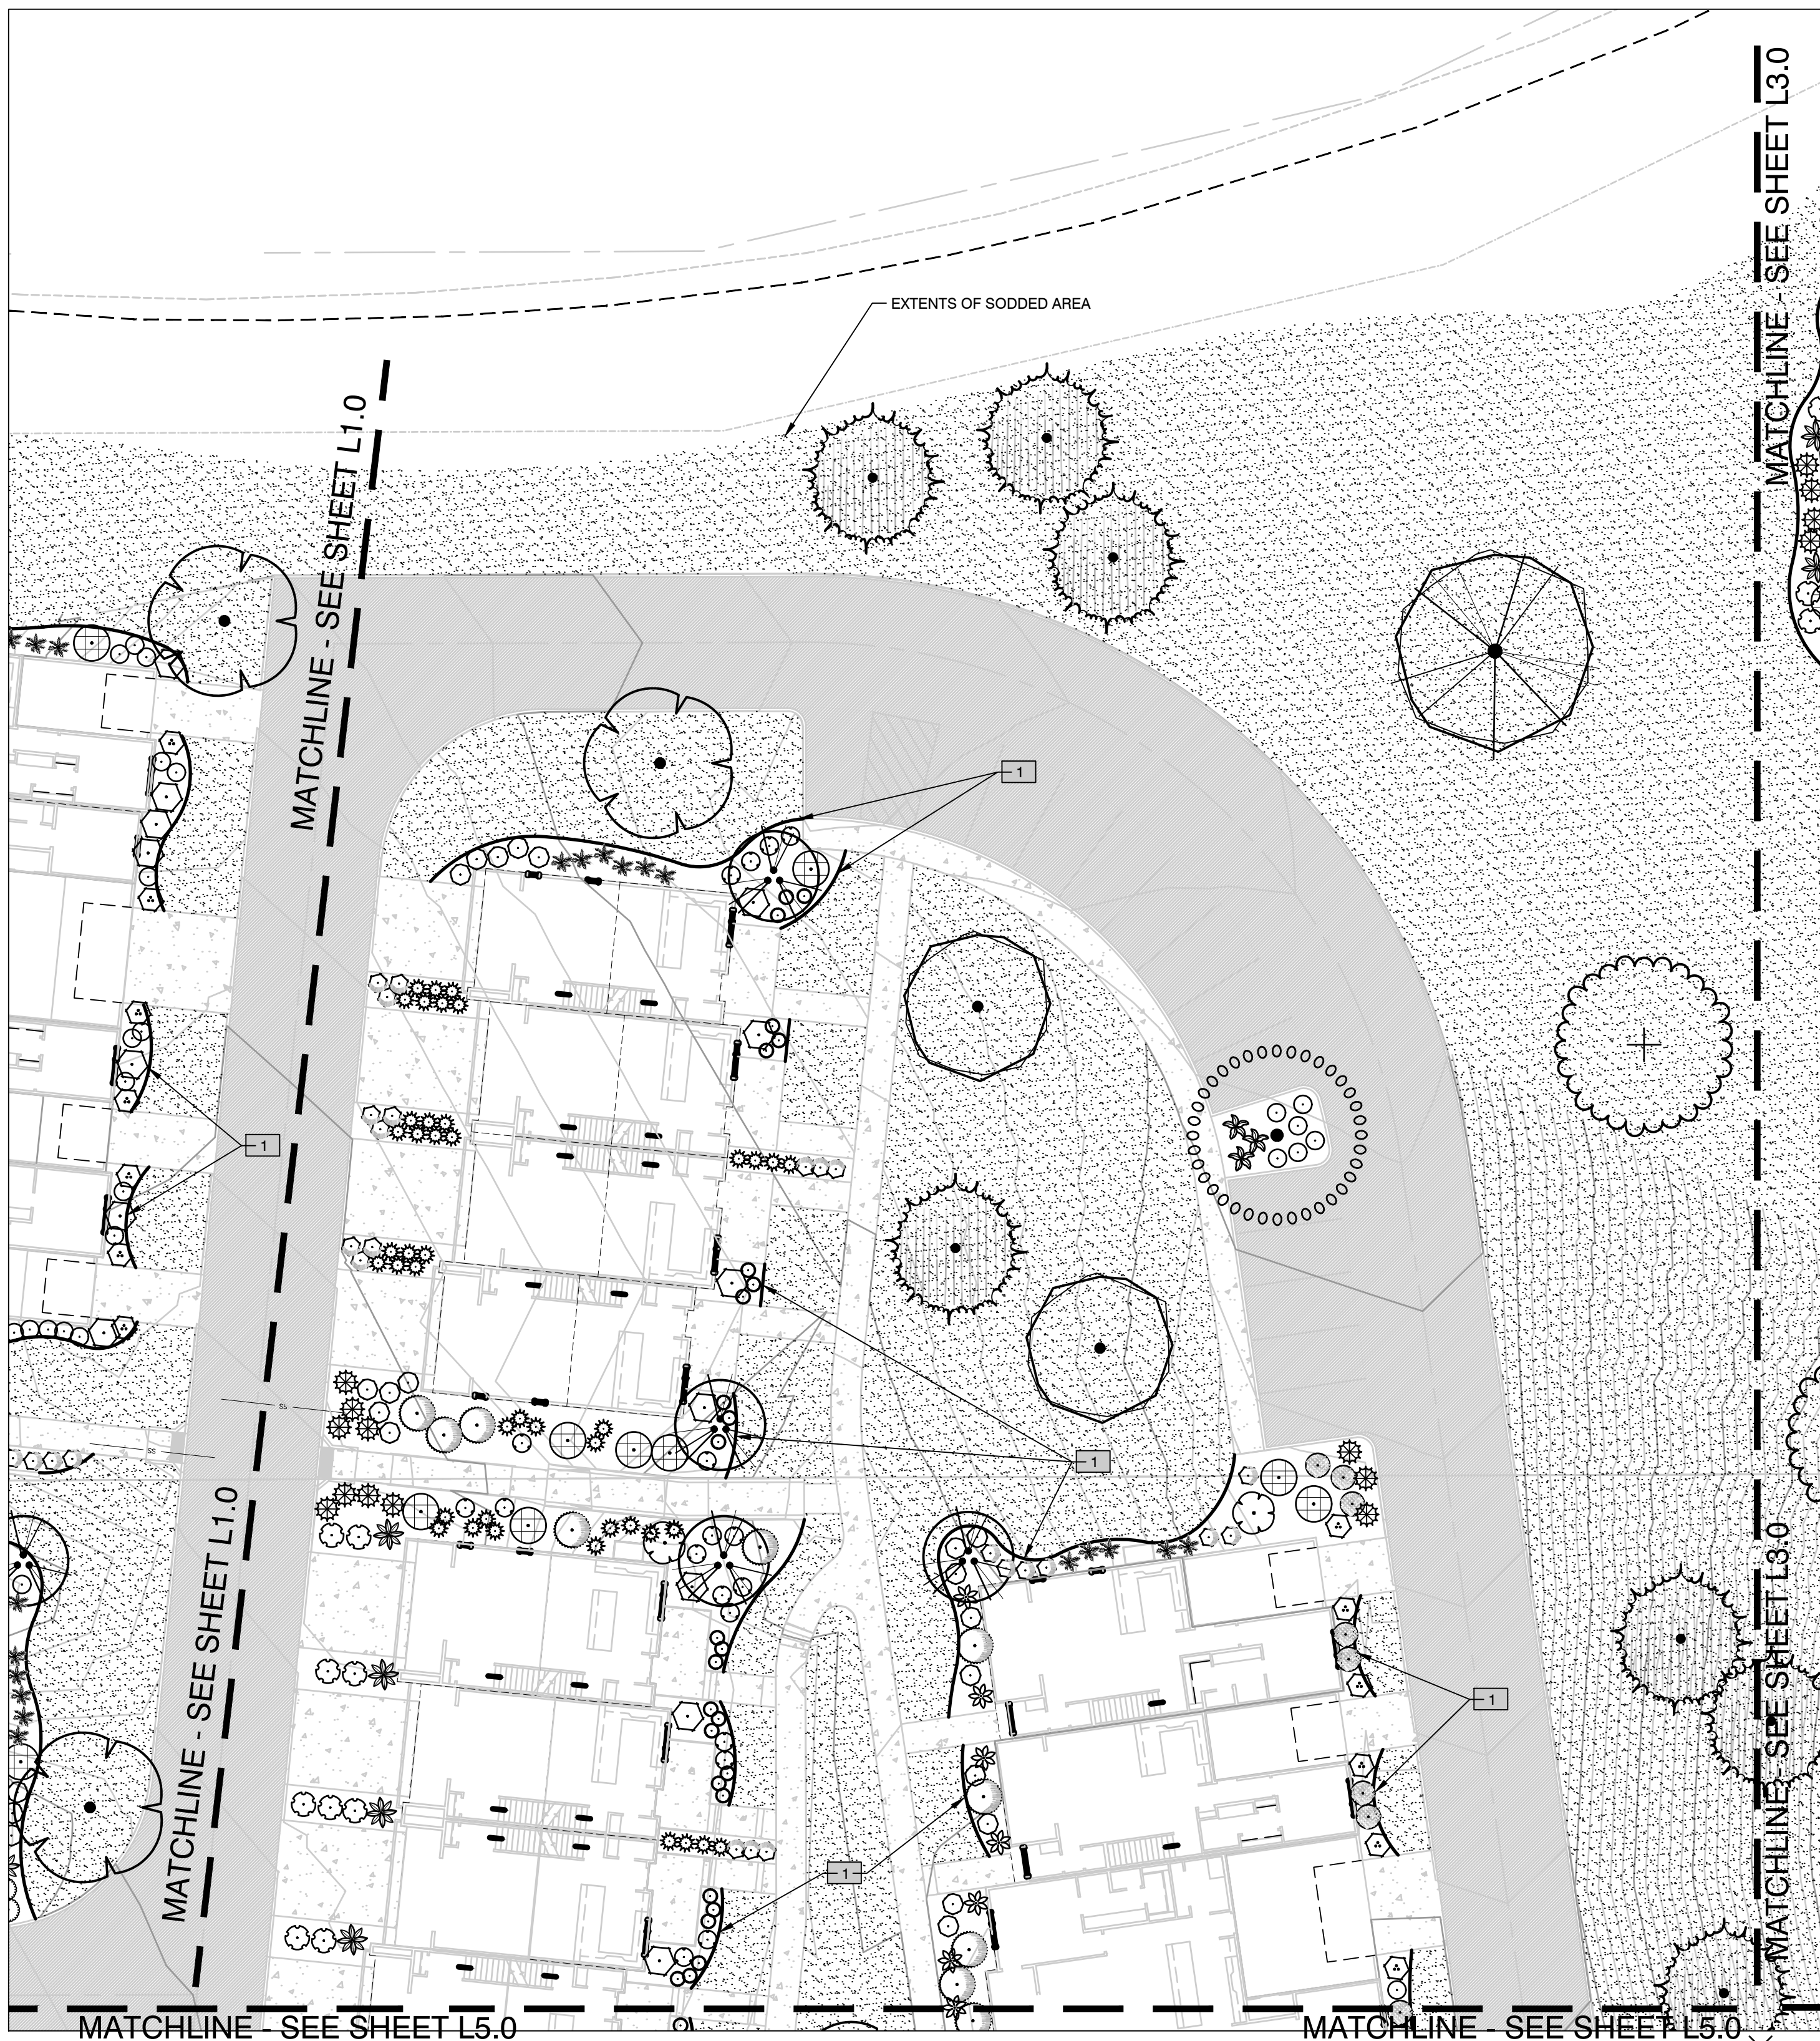 MATCHLINE - SEE SHEET L3.0
EXTENTS OF SODDED AREA
MATCHLINE - SEE SHEET L1.0
1
1
SS
SS
1
MATCHLINE - SEE SHEET L1.0
MATCHLINE - SEE SHEET L3.0
1
1
MATCHLINE - SEE SHEET L5.0
MATCHLINE - SEE SHEET L5.0